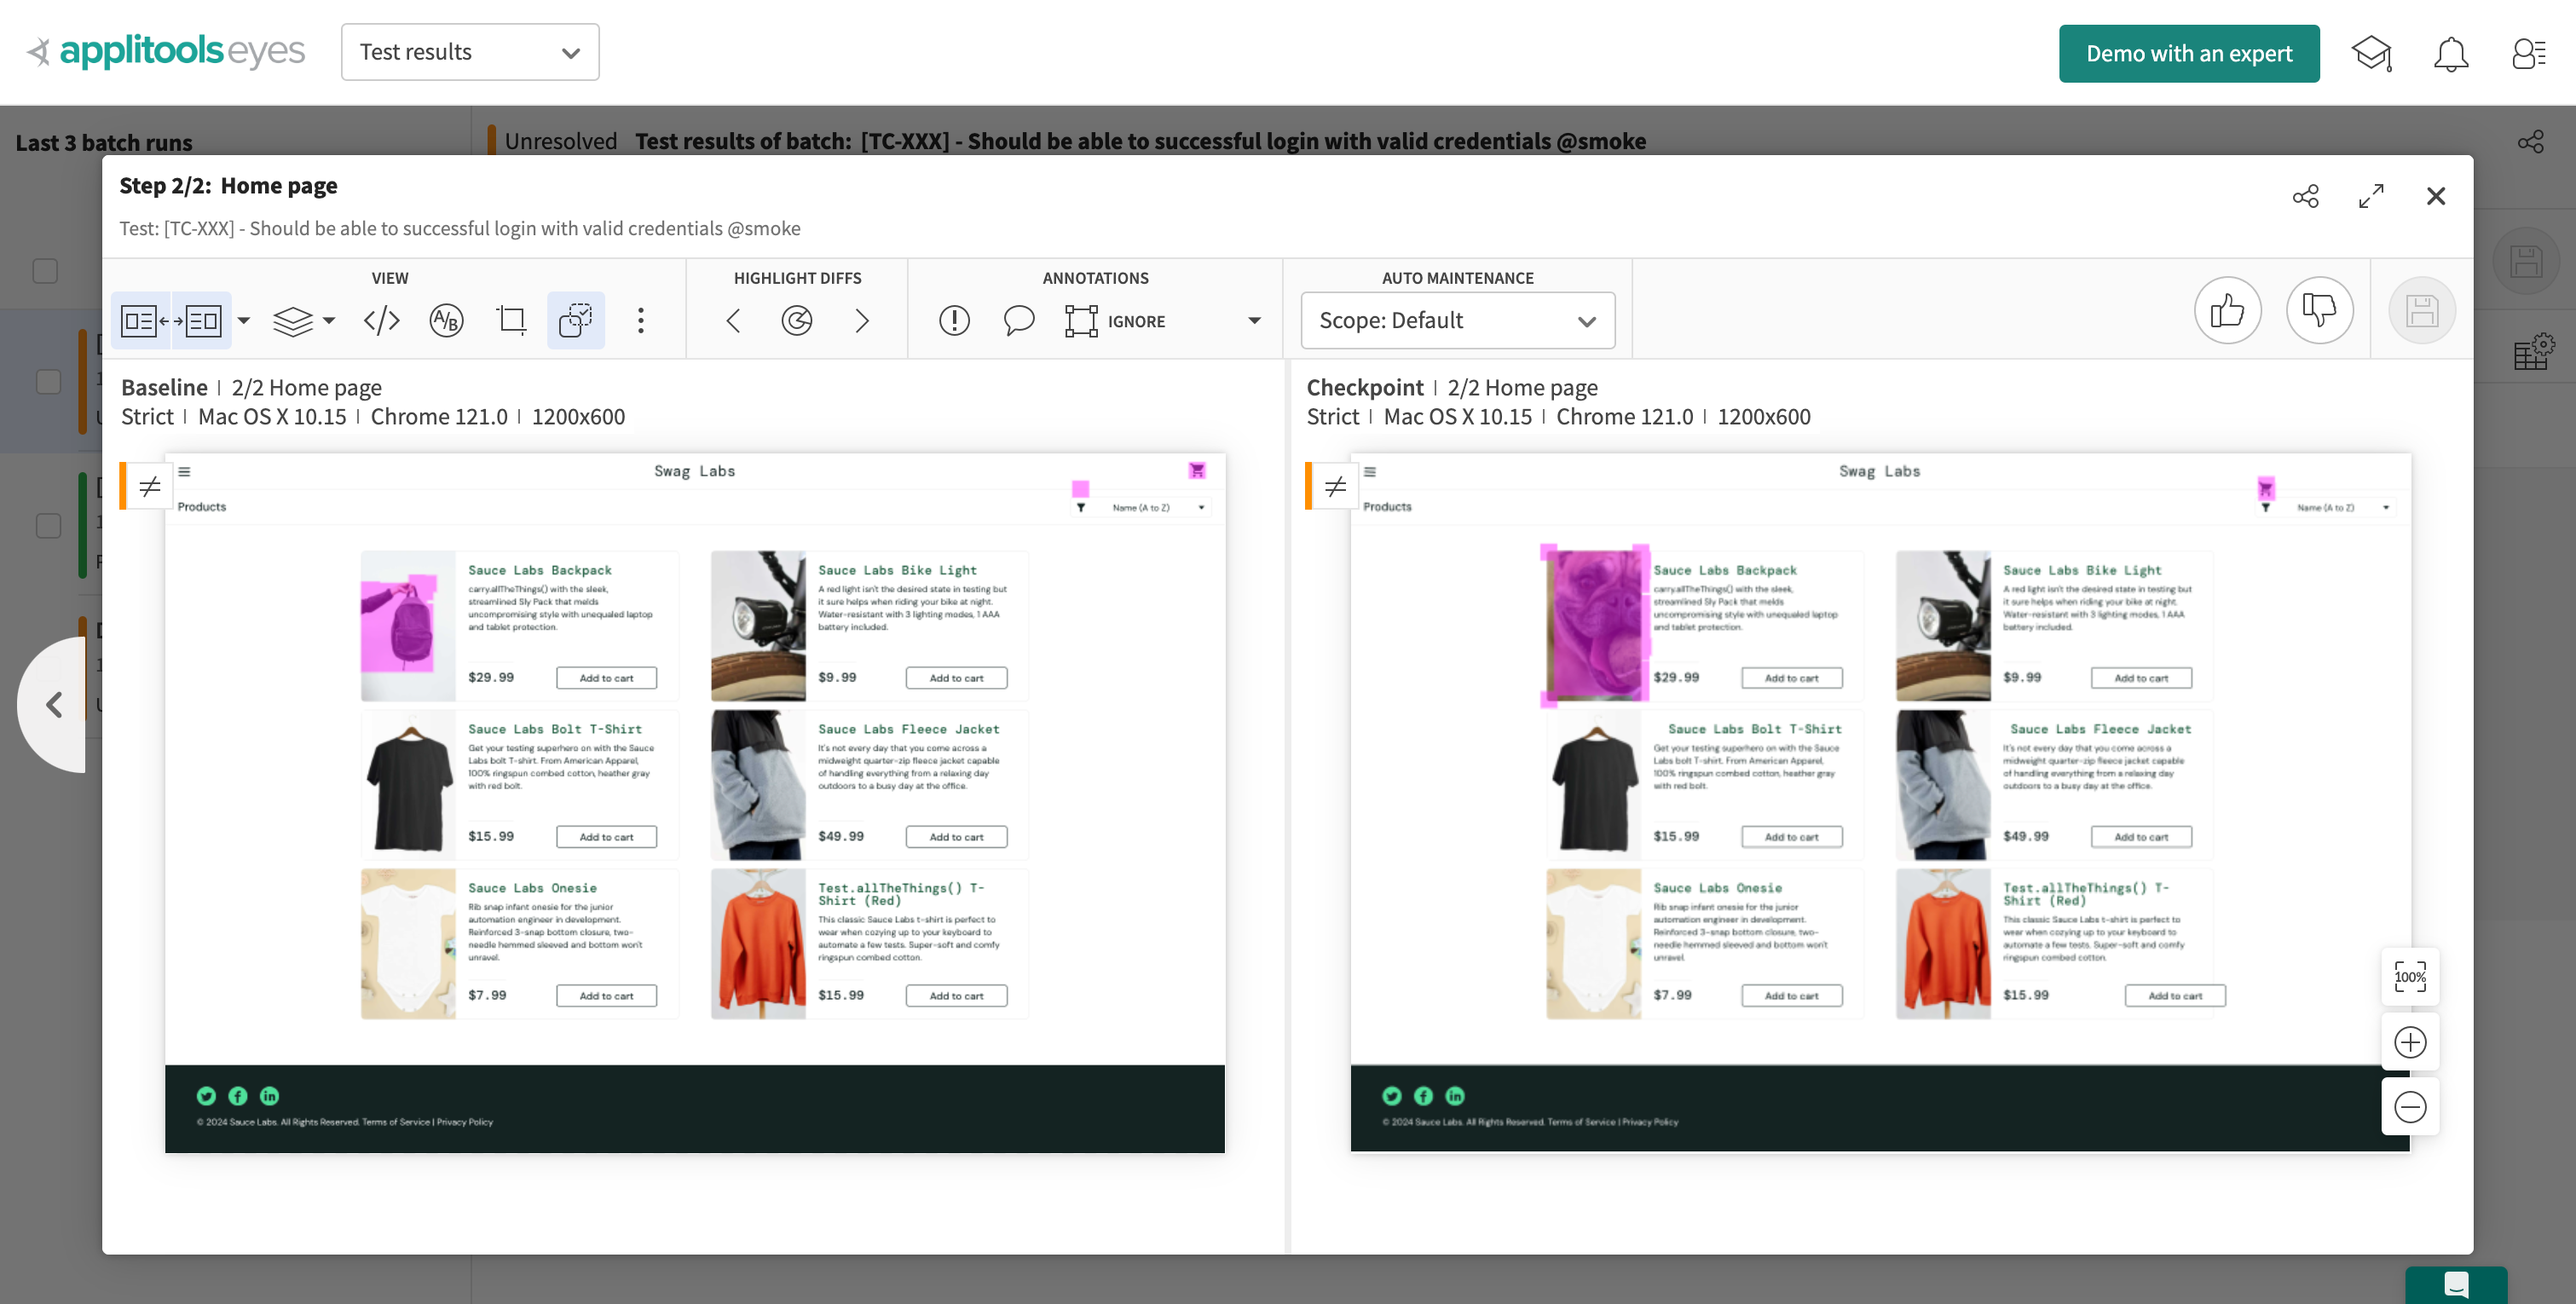 applitools eyes
Test results
Demo with an expert
Last 3 batch runs
Unresolved Test results of batch: [TC-XXX] - Should be able to successful login with valid credentials @smoke
Step 2/2: Home page
Test: [TC-XXX] - Should be able to successful login with valid credentials @smoke
VIEW
HIGHLIGHT DIFFS
ANNOTATIONS
AUTO MAINTENANCE
A/B
IGNORE
Scope: Default
Baseline | 2/2 Home page
Strict | Mac OS X 10.15 | Chrome 121.0 | 1200x600
Swag Labs
Products
Name (A to Z)
Sauce Labs Backpack
carry.allTheThings() with the sleek,
streamlined Sly Pack that melds
uncompromising style with unequaled laptop
and tablet protection.
$29.99
Add to cart
Sauce Labs Bike Light
A red light isn't the desired state in testing but
it sure helps when riding your bike at night.
Water-resistant with 3 lighting modes, 1 AAA
battery included.
$9.99
Add to cart
Sauce Labs Bolt T-Shirt
Get your testing superhero on with the Sauce
Labs bolt T-shirt. From American Apparel,
100% ringspun combed cotton, heather gray
with red bolt.
$15.99
Add to cart
Sauce Labs Fleece Jacket
It's not every day that you come across a
midweight quarter-zip fleece jacket capable
of handling everything from a relaxing day
outdoors to a busy day at the office.
$49.99
Add to cart
Sauce Labs Onesie
Rib snap infant onesie for the junior
automation engineer in development.
Reinforced 3-snap bottom closure, two-
needle hemmed sleeved and bottom won't
unravel.
$7.99
Add to cart
Test.allTheThings() T-
Shirt (Red)
This classic Sauce Labs t-shirt is perfect to
wear when cozying up to your keyboard to
automate a few tests. Super-soft and comfy
ringspun combed cotton.
$15.99
Add to cart
© 2024 Sauce Labs. All Rights Reserved. Terms of Service | Privacy Policy
Checkpoint | 2/2 Home page
Strict | Mac OS X 10.15 | Chrome 121.0 | 1200x600
Swag Labs
Products
Name (A to Z)
Sauce Labs Backpack
carry.allTheThings() with the sleek,
streamlined Sly Pack that melds
uncompromising style with unequaled laptop
and tablet protection.
$29.99
Add to cart
Sauce Labs Bike Light
A red light isn't the desired state in testing but
it sure helps when riding your bike at night.
Water-resistant with 3 lighting modes, 1 AAA
battery included.
$9.99
Add to cart
Sauce Labs Bolt T-Shirt
Get your testing superhero on with the Sauce
Labs bolt T-shirt. From American Apparel,
100% ringspun combed cotton, heather gray
with red bolt.
$15.99
Add to cart
Sauce Labs Fleece Jacket
It's not every day that you come across a
midweight quarter-zip fleece jacket capable
of handling everything from a relaxing day
outdoors to a busy day at the office.
$49.99
Add to cart
Sauce Labs Onesie
Rib snap infant onesie for the junior
automation engineer in development.
Reinforced 3-snap bottom closure, two-
needle hemmed sleeved and bottom won't
unravel.
$7.99
Add to cart
Test.allTheThings() T-
Shirt (Red)
This classic Sauce Labs t-shirt is perfect to
wear when cozying up to your keyboard to
automate a few tests. Super-soft and comfy
ringspun combed cotton.
$15.99
Add to cart
© 2024 Sauce Labs. All Rights Reserved. Terms of Service | Privacy Policy
100%